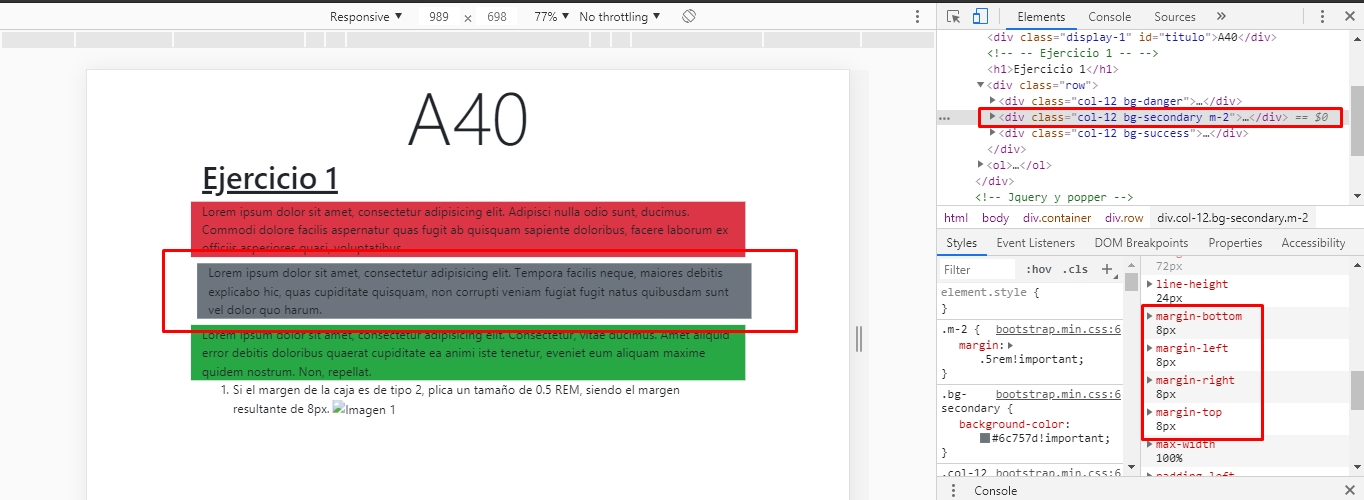 Responsive ▼ 989 × 698 77% ▼ No throttling ▼
A40
Ejercicio 1
Lorem ipsum dolor sit amet, consectetur adipisicing elit. Adipisci nulla odio sunt, ducimus.
Commodi dolore facilis aspernatur quas fugit ab quisquam sapiente doloribus, facere laborum ex
officiis asperiores quasi, voluptatibus.
Lorem ipsum dolor sit amet, consectetur adipisicing elit. Tempora facilis neque, maiores debitis
explicabo hic, quas cupiditate quisquam, non corrupti veniam fugiat fugit natus quibusdam sunt
vel dolor quo harum.
Lorem ipsum dolor sit amet, consectetur adipisicing elit. Consectetur, vitae ducimus. Amet aliquid
error debitis doloribus quaerat cupiditate ea animi iste tenetur, eveniet eum aliquam maxime
quidem nostrum. Non, repellat.
1. Si el margen de la caja es de tipo 2, plica un tamaño de 0.5 REM, siendo el margen
resultante de 8px. Imagen 1
Elements Console Sources »
<div class="display-1" id="titulo">A40</div>
<!-- -- Ejercicio 1 -- -->
<h1>Ejercicio 1</h1>
▼<div class="row">
▶<div class="col-12 bg-danger">…</div>
… ▶<div class="col-12 bg-secondary m-2">…</div> == $0
▶<div class="col-12 bg-success">…</div>
</div>
▶<ol>…</ol>
</div>
<!-- Jquery y popper -->
html body div.container div.row div.col-12.bg-secondary.m-2
Styles Event Listeners DOM Breakpoints Properties Accessibility
Filter :hov .cls +
element.style {
}
.m-2 { bootstrap.min.css:6
margin: ▶
.5rem!important;
}
.bg- bootstrap.min.css:6
secondary {
background-color:
#6c757d!important;
}
.col-12 bootstrap.min.css:6
72px
▶ line-height
24px
▶ margin-bottom
8px
▶ margin-left
8px
▶ margin-right
8px
▶ margin-top
8px
▶ max-width
100%
▶ padding-left
Console